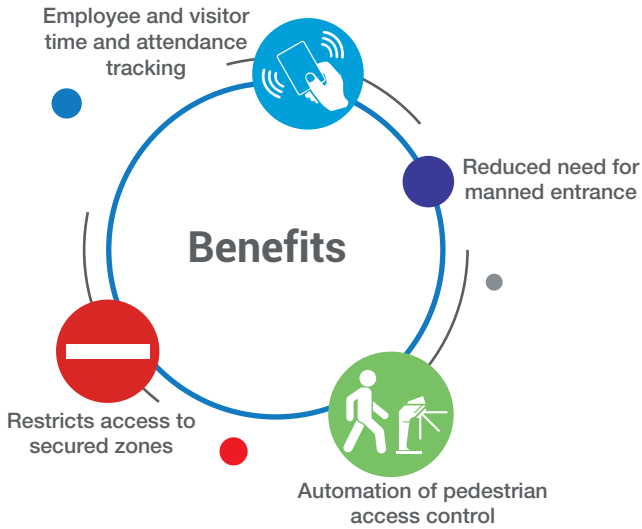 Employee and visitor
time and attendance
tracking
Reduced need for
manned entrance
Benefits
Restricts access to
secured zones
Automation of pedestrian
access control